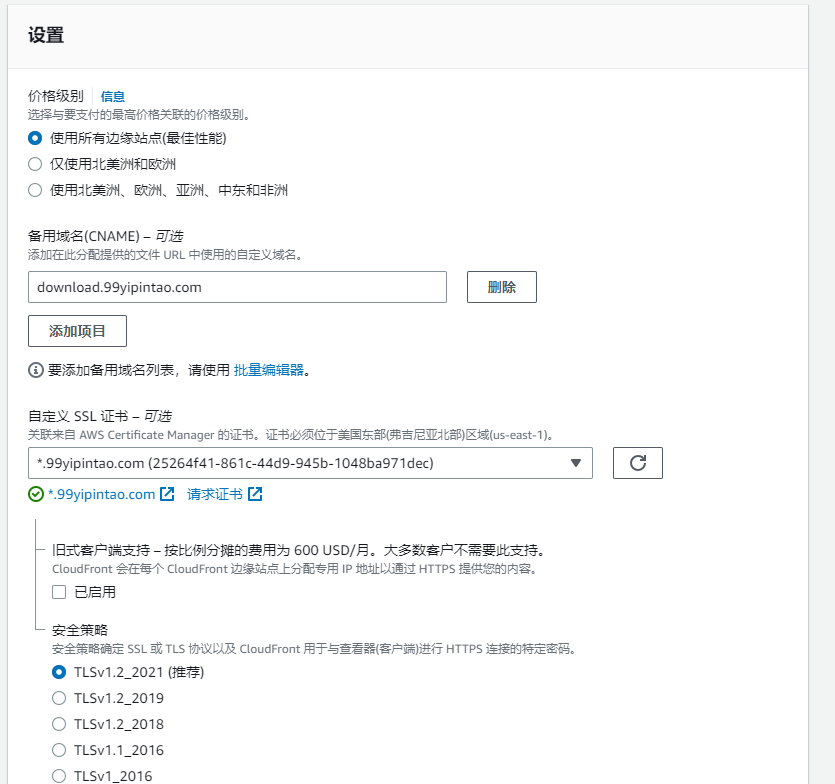 设置
价格级别 信息
选择与要支付的最高价格关联的价格级别。
使用所有边缘站点(最佳性能)
仅使用北美洲和欧洲
使用北美洲、欧洲、亚洲、中东和非洲
备用域名(CNAME) – 可选
添加在此分配提供的文件 URL 中使用的自定义域名。
download.99yipintao.com 删除
添加项目
要添加备用域名列表，请使用 批量编辑器。
自定义 SSL 证书 – 可选
关联来自 AWS Certificate Manager 的证书。证书必须位于美国东部(弗吉尼亚北部)区域(us-east-1)。
*.99yipintao.com (25264f41-861c-44d9-945b-1048ba971dec)
*.99yipintao.com 请求证书
旧式客户端支持 – 按比例分摊的费用为 600 USD/月。大多数客户不需要此支持。
CloudFront 会在每个 CloudFront 边缘站点上分配专用 IP 地址以通过 HTTPS 提供您的内容。
已启用
安全策略
安全策略确定 SSL 或 TLS 协议以及 CloudFront 用于与查看器(客户端)进行 HTTPS 连接的特定密码。
TLSv1.2_2021 (推荐)
TLSv1.2_2019
TLSv1.2_2018
TLSv1.1_2016
TLSv1_2016